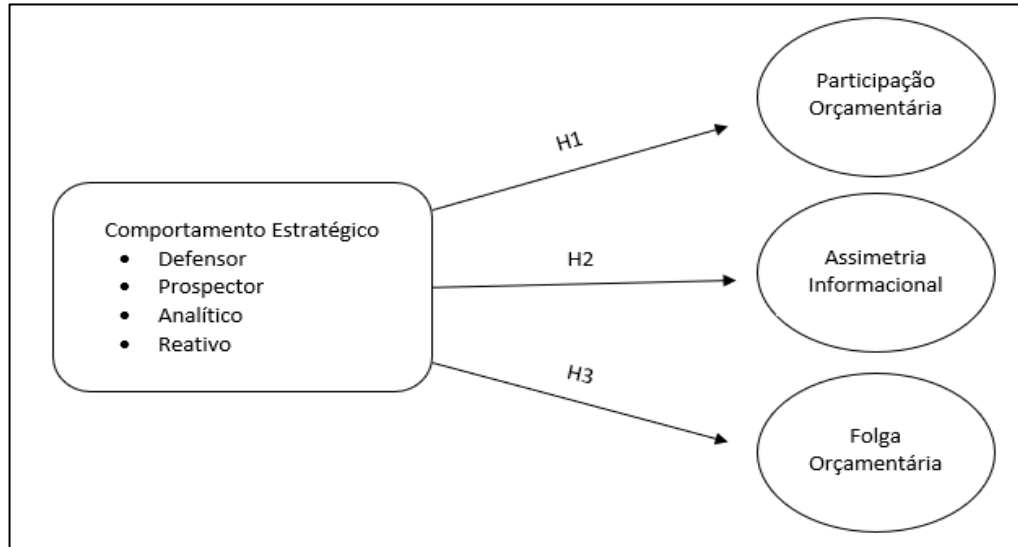 Comportamento Estratégico
• Defensor
• Prospector
• Analítico
• Reativo
H1
H2
H3
Participação
Orçamentária
Assimetria
Informacional
Folga
Orçamentária